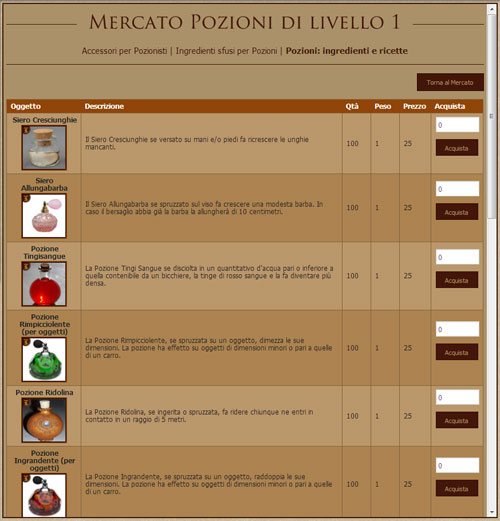 Mercato Pozioni di livello 1
Accessori per Pozionisti | Ingredienti sfusi per Pozioni | Pozioni: ingredienti e ricette
Torna al Mercato
Oggetto Descrizione Qtà Peso Prezzo Acquista
Siero Cresciunghie
Il Siero Cresciunghie se versato su mani e/o piedi fa ricrescere le unghie
mancanti.
100 1 25
0
Acquista
Siero
Allungabarba
Il Siero Allungabarba se spruzzato sul viso fa crescere una modesta barba. In
caso il bersaglio abbia già la barba la allungherà di 10 centimetri.
100 1 25
0
Acquista
Pozione
Tingisangue
La Pozione Tingi Sangue se disciolta in un quantitativo d'acqua pari o inferiore a
quella contenibile da un bicchiere, la tinge di rosso sangue e la fa diventare più
densa.
100 1 25
0
Acquista
Pozione
Rimpicciolente
(per oggetti)
La Pozione Rimpicciolente, se spruzzata su un oggetto, dimezza le sue
dimensioni. La pozione ha effetto su oggetti di dimensioni minori o pari a quelle
di un carro.
100 1 25
0
Acquista
Pozione Ridolina
La Pozione Ridolina, se ingerita o spruzzata, fa ridere chiunque ne entri in
contatto in un raggio di 5 metri.
100 1 25
0
Acquista
Pozione
Ingrandente (per
oggetti)
La Pozione Ingrandente, se spruzzata su un oggetto, raddoppia le sue
dimensioni. La pozione ha effetto su oggetti di dimensioni minori o pari a quelle
di un carro.
100 1 25
0
Acquista